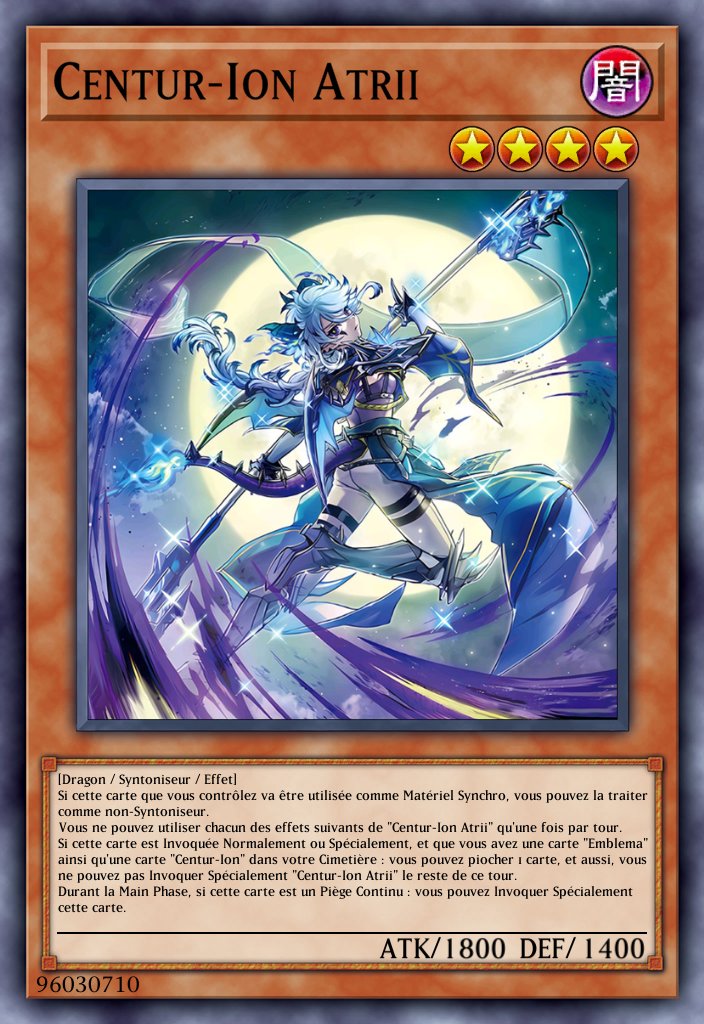 Centur-Ion Atrii
闇
[Dragon / Syntoniseur / Effet]
Si cette carte que vous contrôlez va être utilisée comme Matériel Synchro, vous pouvez la traiter
comme non-Syntoniseur.
Vous ne pouvez utiliser chacun des effets suivants de "Centur-Ion Atrii" qu'une fois par tour.
Si cette carte est Invoquée Normalement ou Spécialement, et que vous avez une carte "Emblema"
ainsi qu'une carte "Centur-Ion" dans votre Cimetière : vous pouvez piocher 1 carte, et aussi, vous
ne pouvez pas Invoquer Spécialement "Centur-Ion Atrii" le reste de ce tour.
Durant la Main Phase, si cette carte est un Piège Continu : vous pouvez Invoquer Spécialement
cette carte.
ATK/1800 DEF/1400
96030710